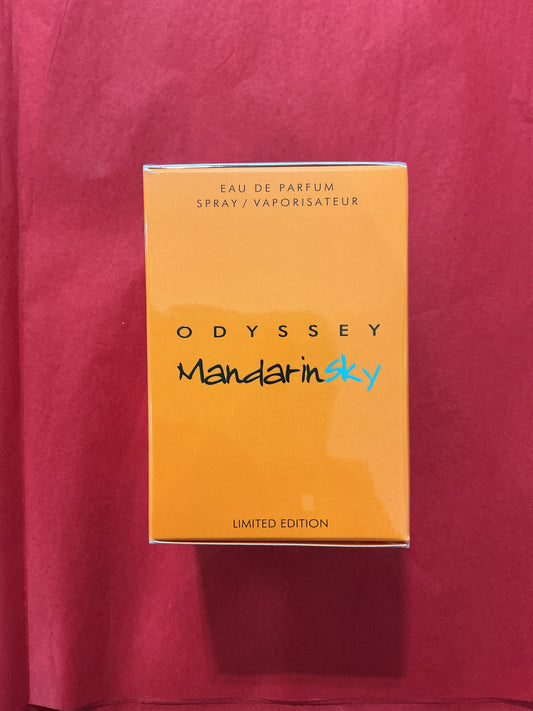 EAU DE PARFUM
SPRAY / VAPORISATEUR
ODYSSEY
Mandarinsky
LIMITED EDITION